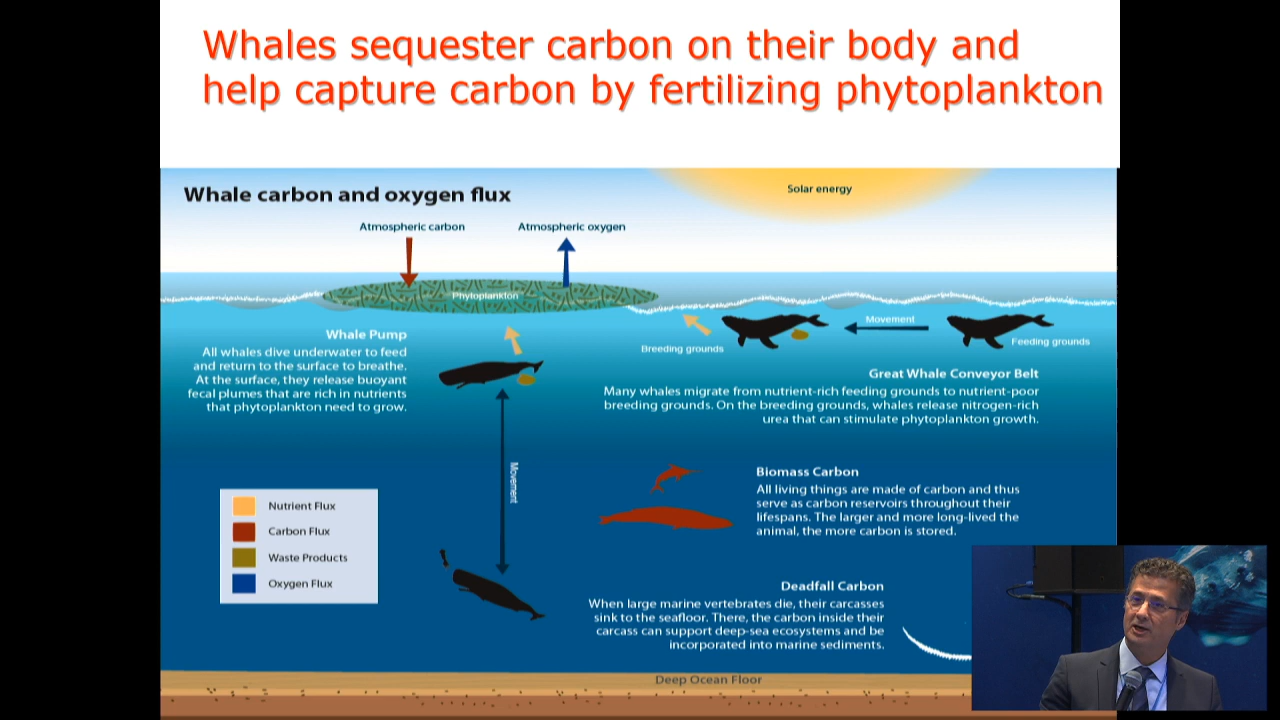 Whales sequester carbon on their body and
help capture carbon by fertilizing phytoplankton
Whale carbon and oxygen flux
Solar energy
Atmospheric carbon
Atmospheric oxygen
Phytoplankton
Movement
Breeding grounds
Feeding grounds
Whale Pump
All whales dive underwater to feed
and return to the surface to breathe.
At the surface, they release buoyant
fecal plumes that are rich in nutrients
that phytoplankton need to grow.
Great Whale Conveyor Belt
Many whales migrate from nutrient-rich feeding grounds to nutrient-poor
breeding grounds. On the breeding grounds, whales release nitrogen-rich
urea that can stimulate phytoplankton growth.
Movement
Biomass Carbon
All living things are made of carbon and thus
serve as carbon reservoirs throughout their
lifespans. The larger and more long-lived the
animal, the more carbon is stored.
Nutrient Flux
Carbon Flux
Waste Products
Oxygen Flux
Deadfall Carbon
When large marine vertebrates die, their carcasses
sink to the seafloor. There, the carbon inside their
carcass can support deep-sea ecosystems and be
incorporated into marine sediments.
Deep Ocean Floor